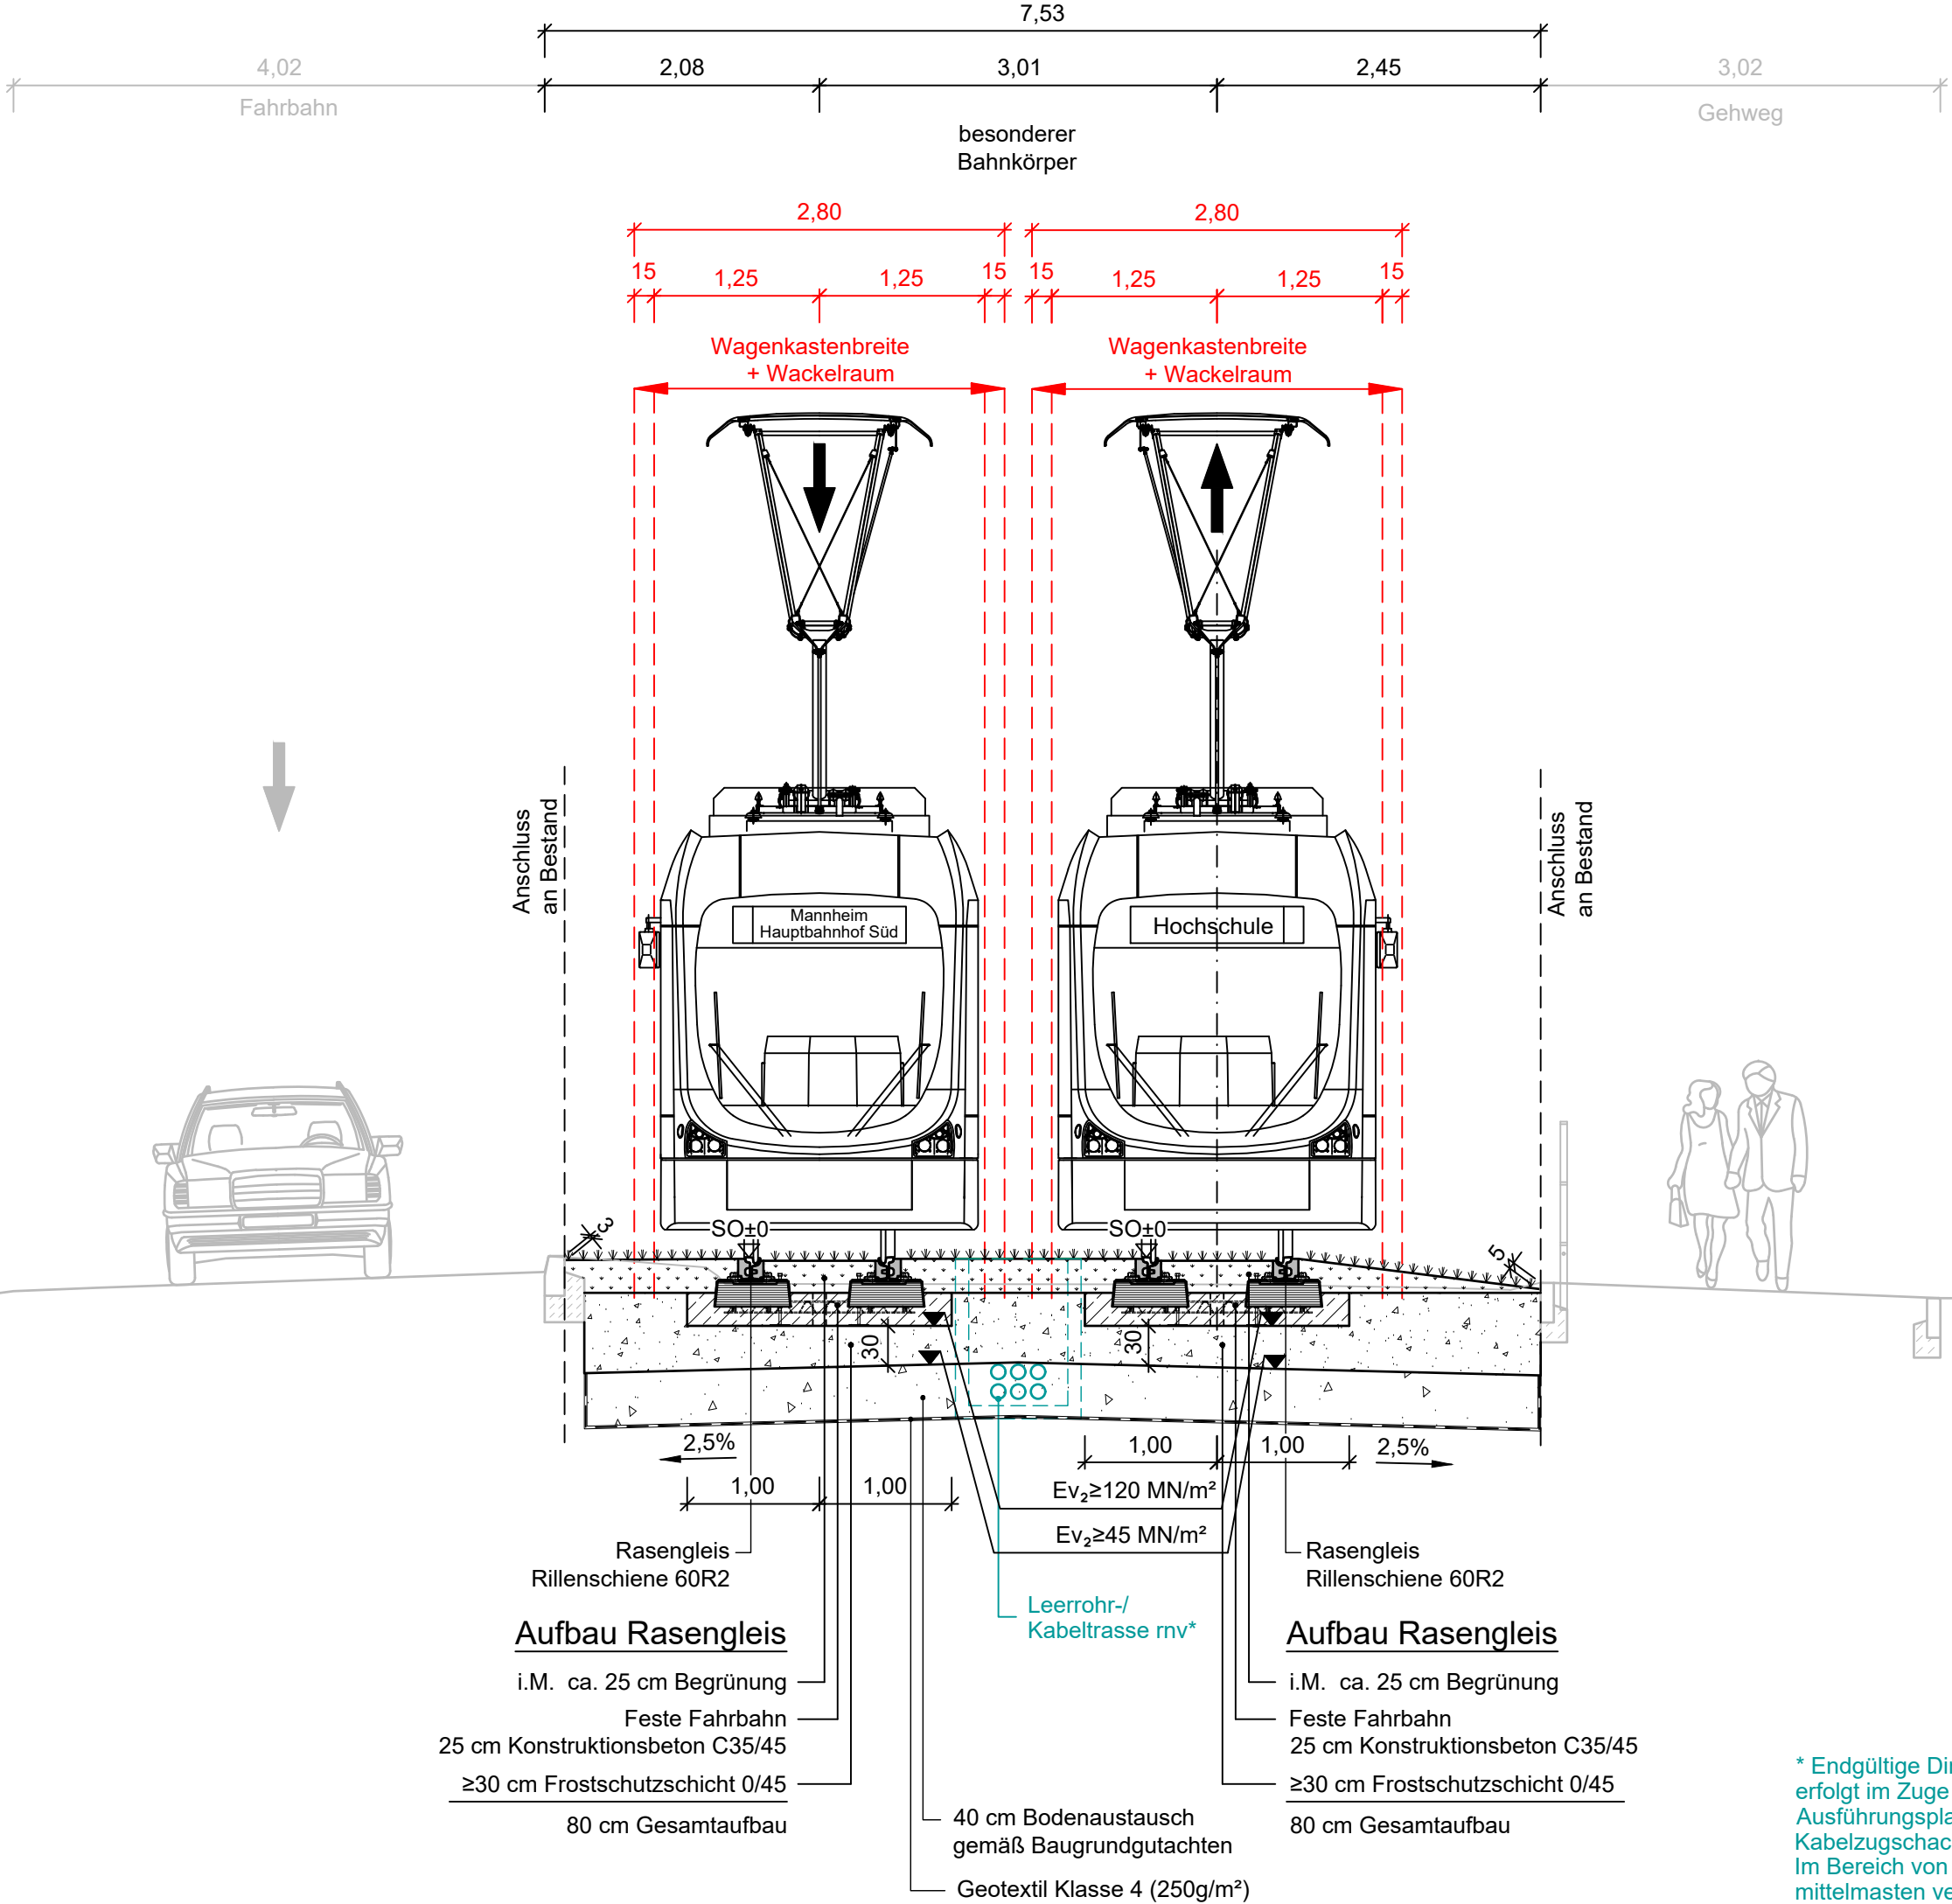 7,53
4,02
2,08
3,01
2,45
3,02
Fahrbahn
Gehweg
besonderer
Bahnkörper
2,80
2,80
15
1,25
1,25
15
15
1,25
1,25
15
Wagenkastenbreite
+ Wackelraum
Wagenkastenbreite
+ Wackelraum
Anschluss
an Bestand
Anschluss
an Bestand
Mannheim
Hauptbahnhof Süd
Hochschule
3
SO±0
SO±0
5
30
30
2,5%
1,00
1,00
2,5%
1,00
1,00
Ev₂≥120 MN/m²
Ev₂≥45 MN/m²
Rasengleis
Rillenschiene 60R2
Rasengleis
Rillenschiene 60R2
Leerrohr-/
Kabeltrasse rnv*
Aufbau Rasengleis
i.M. ca. 25 cm Begrünung
Feste Fahrbahn
25 cm Konstruktionsbeton C35/45
≥30 cm Frostschutzschicht 0/45
80 cm Gesamtaufbau
Aufbau Rasengleis
i.M. ca. 25 cm Begrünung
Feste Fahrbahn
25 cm Konstruktionsbeton C35/45
≥30 cm Frostschutzschicht 0/45
80 cm Gesamtaufbau
40 cm Bodenaustausch
gemäß Baugrundgutachten
Geotextil Klasse 4 (250g/m²)
* Endgültige
erfolgt im Zuge
Im Bereich von